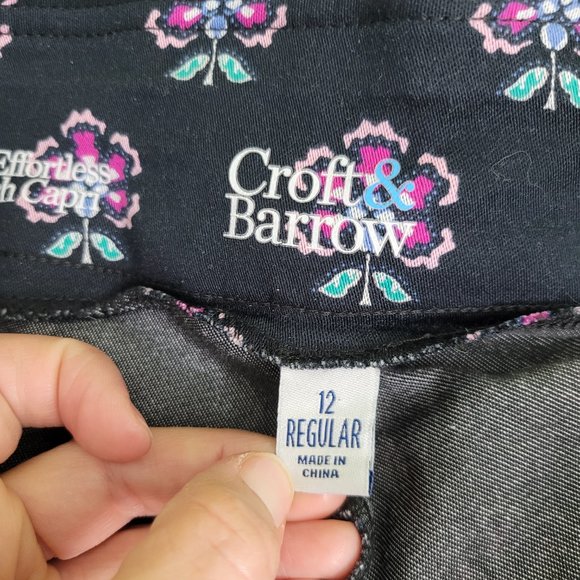 Effortless
Capri
Croft&
Barrow
12
REGULAR
MADE IN
CHINA